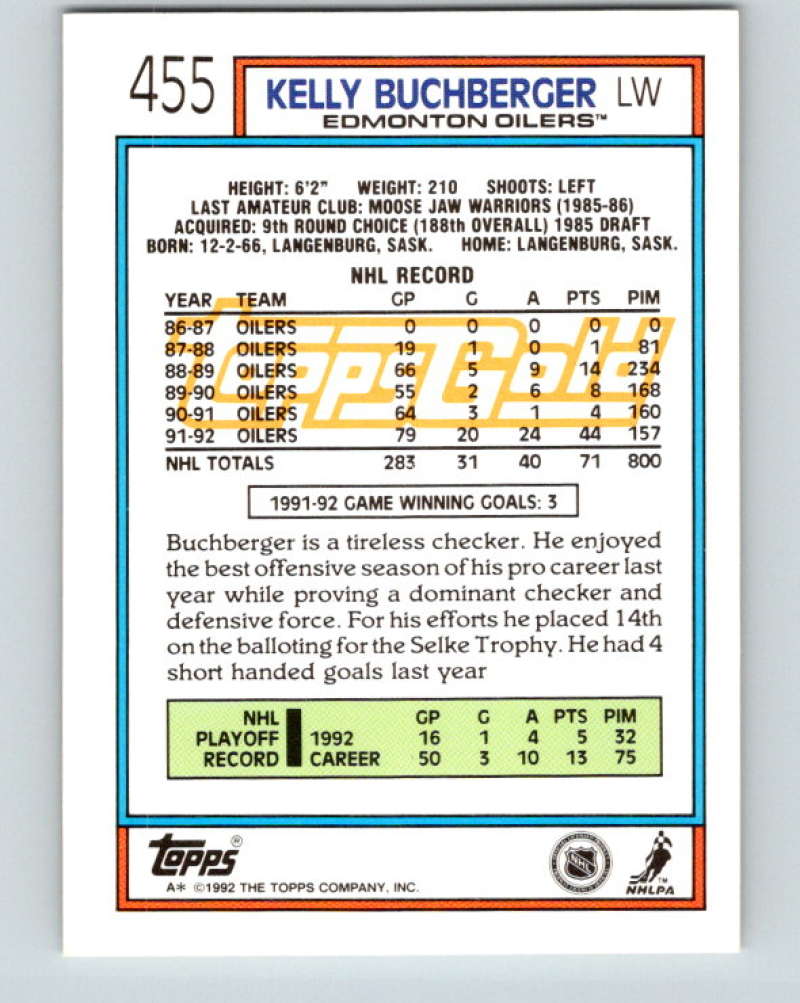 455
KELLY BUCHBERGER LW
EDMONTON OILERS™
HEIGHT: 6'2" WEIGHT: 210 SHOOTS: LEFT
LAST AMATEUR CLUB: MOOSE JAW WARRIORS (1985-86)
ACQUIRED: 9th ROUND CHOICE (188th OVERALL) 1985 DRAFT
BORN: 12-2-66, LANGENBURG, SASK. HOME: LANGENBURG, SASK.
NHL RECORD
YEAR TEAM GP G A PTS PIM
86-87 OILERS 0 0 0 0 0
87-88 OILERS 19 1 0 1 81
88-89 OILERS 66 5 9 14 234
89-90 OILERS 55 2 6 8 168
90-91 OILERS 64 3 1 4 160
91-92 OILERS 79 20 24 44 157
NHL TOTALS 283 31 40 71 800
Topps Gold
1991-92 GAME WINNING GOALS: 3
Buchberger is a tireless checker. He enjoyed
the best offensive season of his pro career last
year while proving a dominant checker and
defensive force. For his efforts he placed 14th
on the balloting for the Selke Trophy. He had 4
short handed goals last year
NHL GP G A PTS PIM
PLAYOFF 1992 16 1 4 5 32
RECORD CAREER 50 3 10 13 75
Topps®
A* ©1992 THE TOPPS COMPANY, INC.
NHL
™
NHLPA